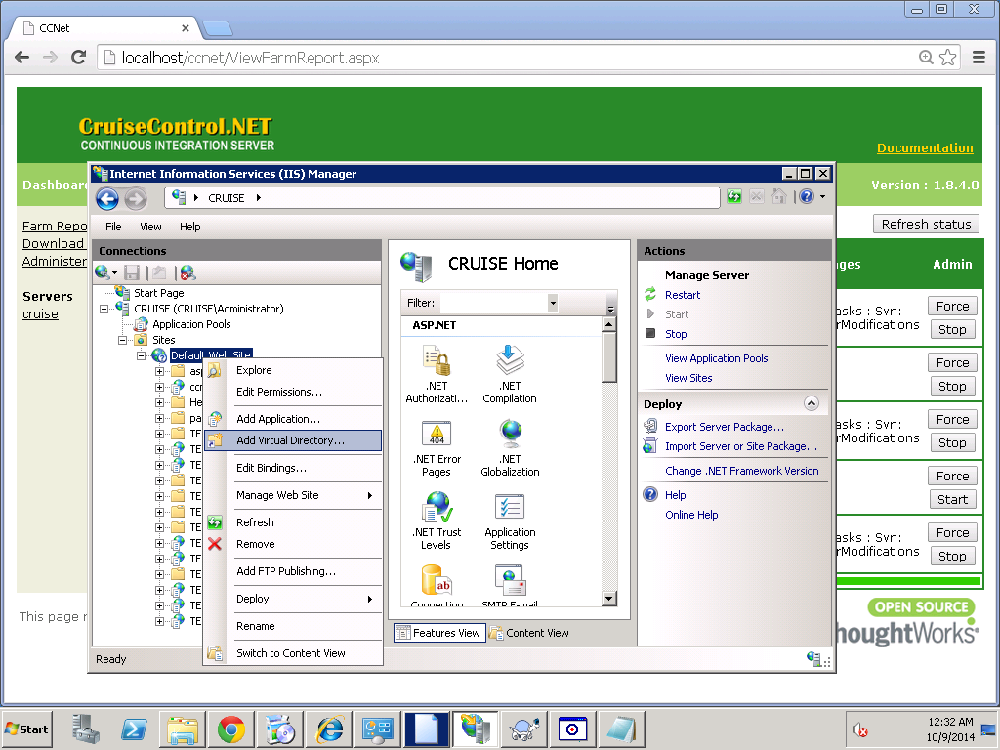 CCNet
localhost/ccnet/ViewFarmReport.aspx
CruiseControl.NET
CONTINUOUS INTEGRATION SERVER
Documentation
Dashboar
Version : 1.8.4.0
Farm Repo
Download
Administer
Servers
cruise
Refresh status
ges
Admin
asks : Svn:
rModifications
Force
Stop
Force
Stop
asks : Svn:
rModifications
Force
Stop
Force
Start
asks : Svn:
rModifications
Force
Stop
This page r
OPEN SOURCE
houghtWorks
Internet Information Services (IIS) Manager
CRUISE
File
View
Help
Connections
Start Page
CRUISE (CRUISE\Administrator)
Application Pools
Sites
Default Web Site
asp
ccr
He
pa
TE
TE
TE
TE
TE
TE
TE
TE
TE
TE
TE
TE
TE
Explore
Edit Permissions...
Add Application...
Add Virtual Directory...
Edit Bindings...
Manage Web Site
Refresh
Remove
Add FTP Publishing...
Deploy
Rename
Switch to Content View
CRUISE Home
Filter:
ASP.NET
.NET
Authorizati...
.NET
Compilation
404
.NET Error
Pages
.NET
Globalization
.NET Trust
Levels
Application
Settings
ab
Connection
SMTP E-mail
Features View
Content View
Actions
Manage Server
Restart
Start
Stop
View Application Pools
View Sites
Deploy
Export Server Package...
Import Server or Site Package...
Change .NET Framework Version
Help
Online Help
Ready
Start
12:32 AM
10/9/2014